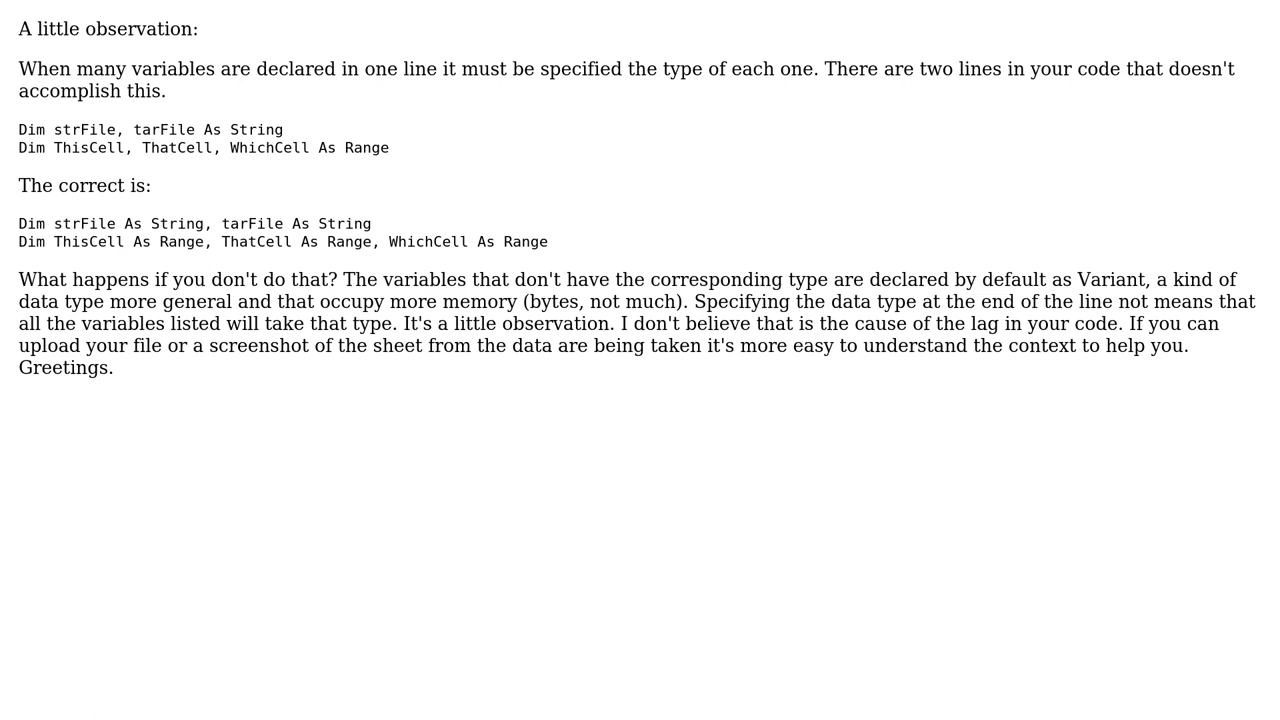 A little observation:
When many variables are declared in one line it must be specified the type of each one. There are two lines in your code that doesn't
accomplish this.
Dim strFile, tarFile As String
Dim ThisCell, ThatCell, WhichCell As Range
The correct is:
Dim strFile As String, tarFile As String
Dim ThisCell As Range, ThatCell As Range, WhichCell As Range
What happens if you don't do that? The variables that don't have the corresponding type are declared by default as Variant, a kind of
data type more general and that occupy more memory (bytes, not much). Specifying the data type at the end of the line not means that
all the variables listed will take that type. It's a little observation. I don't believe that is the cause of the lag in your code. If you can
upload your file or a screenshot of the sheet from the data are being taken it's more easy to understand the context to help you.
Greetings.